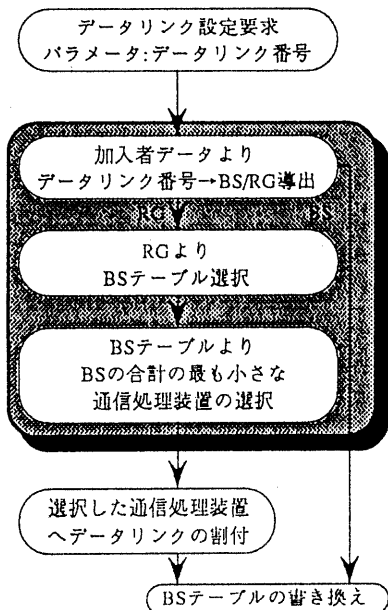 データリンク設定要求
パラメータ:データリンク番号
加入者データより
データリンク番号→BS/RG導出
RG
BS
RGより
BSテーブル選択
BSテーブルより
BSの合計の最も小さな
通信処理装置の選択
選択した通信処理装置
へデータリンクの割付
BSテーブルの書き換え